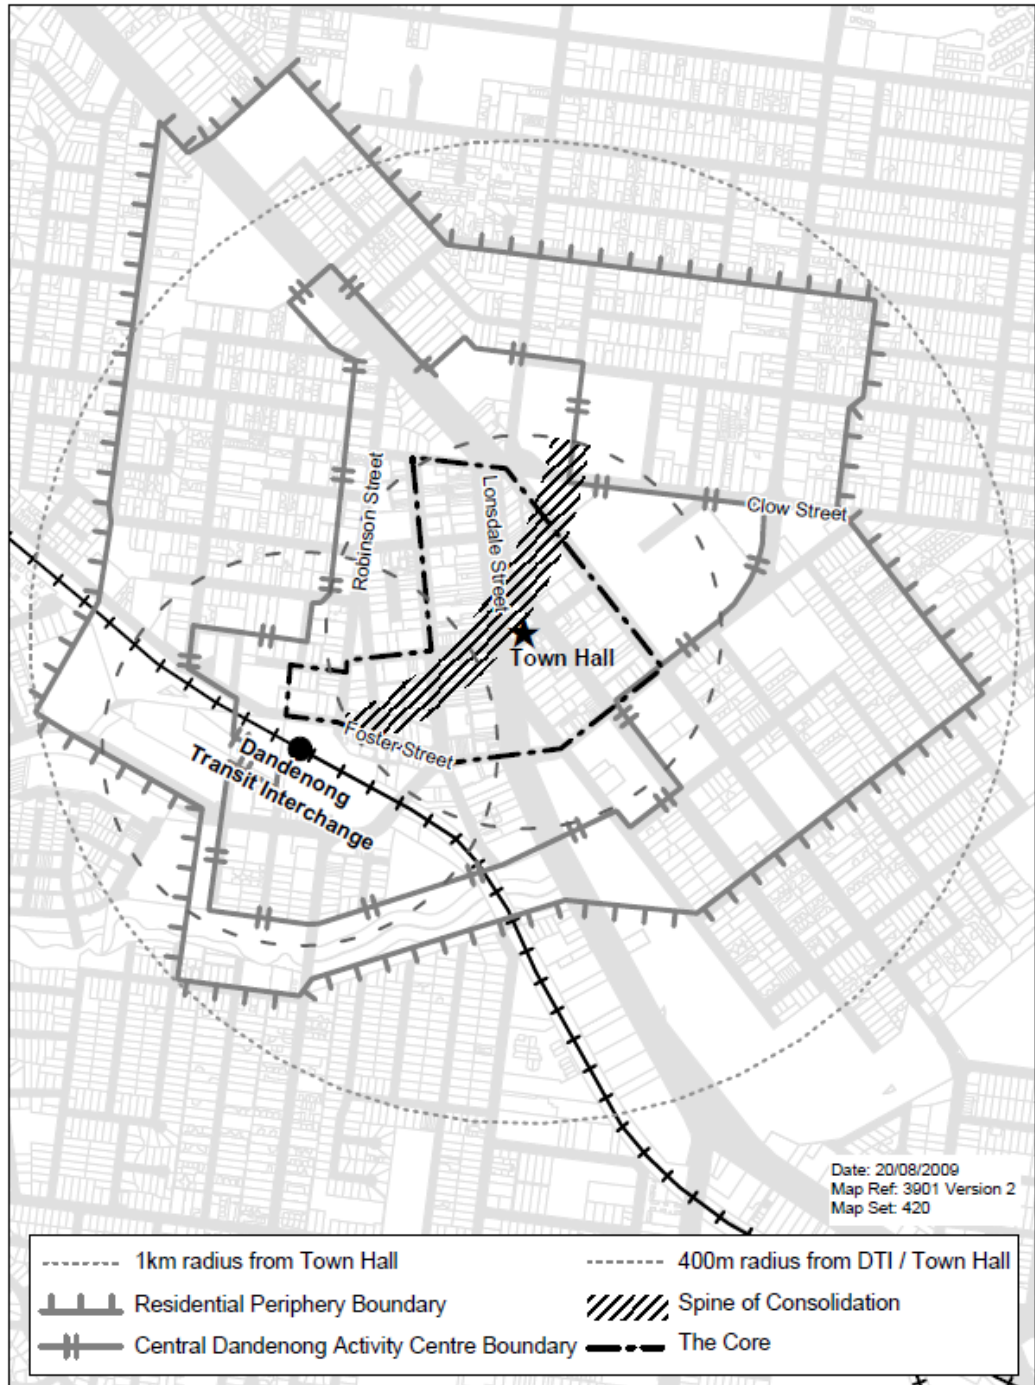 Robinson Street
Lonsdale Street
Clow Street
Town Hall
Foster Street
Dandenong
Transit Interchange
Date: 20/08/2009
Map Ref: 3901 Version 2
Map Set: 420
1km radius from Town Hall
400m radius from DTI / Town Hall
Residential Periphery Boundary
Spine of Consolidation
Central Dandenong Activity Centre Boundary
The Core